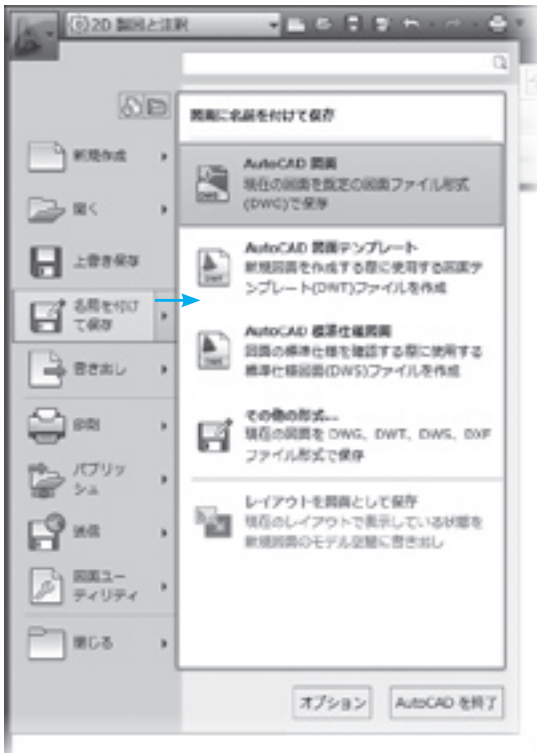 2D 製図と注釈
図面に名前を付けて保存
新規作成
開く
上書き保存
名前を付け
て保存
書き出し
印刷
パブリッ
シュ
送信
図面ユー
ティリティ
閉じる
AutoCAD 図面
現在の図面を既定の図面ファイル形式
(DWG)で保存
AutoCAD 図面テンプレート
新規図面を作成する際に使用する図面テ
ンプレート(DWT)ファイルを作成
AutoCAD 標準仕様図面
図面の標準仕様を確認する際に使用する
標準仕様図面(DWS)ファイルを作成
その他の形式...
現在の図面を DWG、DWT、DWS、DXF
ファイル形式で保存
レイアウトを図面として保存
現在のレイアウトで表示している状態を
新規図面のモデル空間に書き出し
オプション
AutoCAD を終了